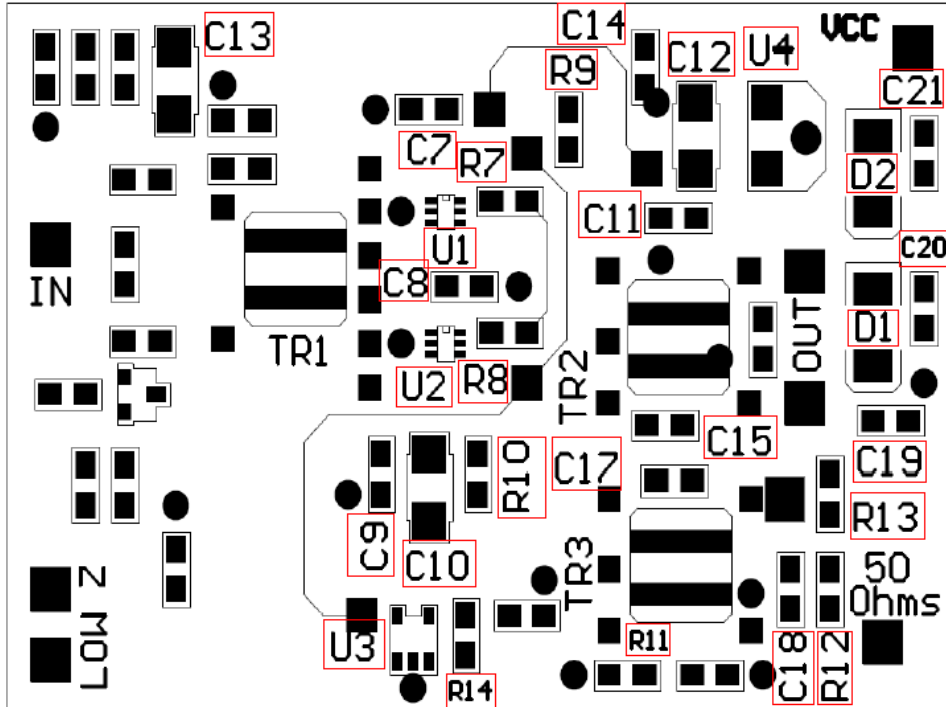 C13
C14
C12
U4
VCC
R9
C21
C7
R7
D2
C11
U1
C8
C20
IN
TR1
D1
OUT
U2
R8
TR2
C15
C17
C19
R10
R13
C9
C10
TR3
50
Ohms
LOW Z
U3
R11
C18
R12
R14